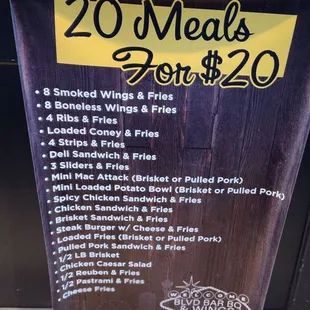 20 Meals
For $20
• 8 Smoked Wings & Fries
• 8 Boneless Wings & Fries
• 4 Ribs & Fries
• Loaded Coney & Fries
• 4 Strips & Fries
• Deli Sandwich & Fries
• 3 Sliders & Fries
• Mini Mac Attack (Brisket or Pulled Pork)
• Mini Loaded Potato Bowl (Brisket or Pulled Pork)
• Spicy Chicken Sandwich & Fries
• Chicken Sandwich & Fries
• Brisket Sandwich & Fries
• Steak Burger w/ Cheese & Fries
• Loaded Fries (Brisket or Pulled Pork)
• Pulled Pork Sandwich & Fries
• 1/2 LB Brisket
• Chicken Caesar Salad
• 1/2 Reuben & Fries
• 1/2 Pastrami & Fries
• Cheese Fries
WELCOME
BLVD BAR BQ
& WINGS